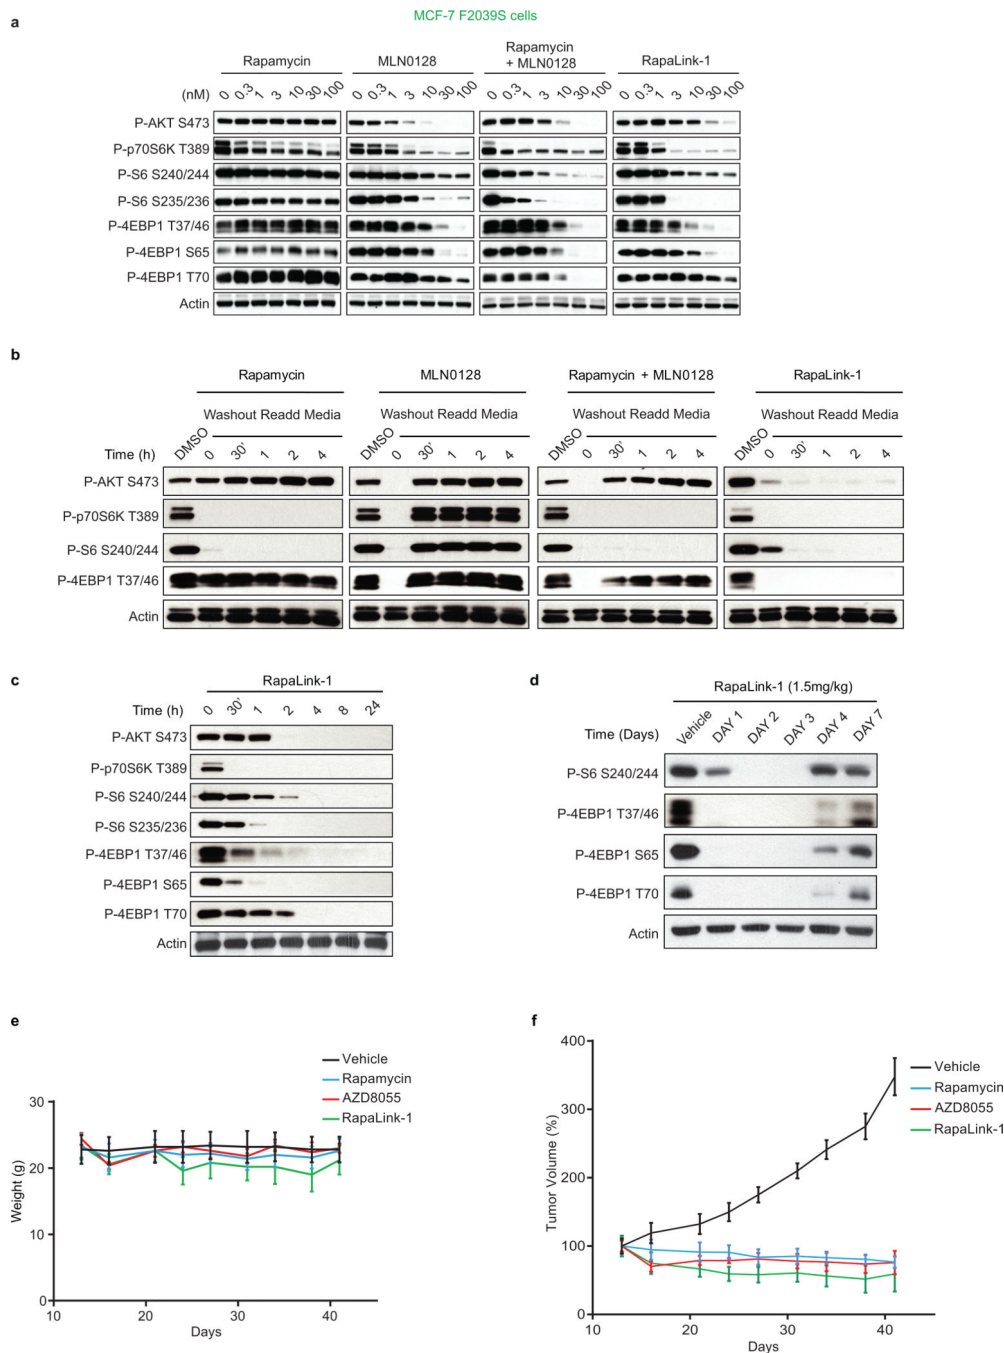 MCF-7 F2039S cells
a
Rapamycin
MLN0128
Rapamycin
+ MLN0128
RapaLink-1
(nM) 0 0.3 1 3 10 30 100 0 0.3 1 3 10 30 100 0 0.3 1 3 10 30 100 0 0.3 1 3 10 30 100
P-AKT S473
P-p70S6K T389
P-S6 S240/244
P-S6 S235/236
P-4EBP1 T37/46
P-4EBP1 S65
P-4EBP1 T70
Actin
b
Rapamycin MLN0128 Rapamycin + MLN0128 RapaLink-1
Washout Readd Media Washout Readd Media Washout Readd Media Washout Readd Media
Time (h) DMSO 0 30' 1 2 4 DMSO 0 30' 1 2 4 DMSO 0 30' 1 2 4 DMSO 0 30' 1 2 4
P-AKT S473
P-p70S6K T389
P-S6 S240/244
P-4EBP1 T37/46
Actin
c
RapaLink-1
Time (h) 0 30' 1 2 4 8 24
P-AKT S473
P-p70S6K T389
P-S6 S240/244
P-S6 S235/236
P-4EBP1 T37/46
P-4EBP1 S65
P-4EBP1 T70
Actin
d
RapaLink-1 (1.5mg/kg)
Time (Days) Vehicle DAY 1 DAY 2 DAY 3 DAY 4 DAY 7
P-S6 S240/244
P-4EBP1 T37/46
P-4EBP1 S65
P-4EBP1 T70
Actin
e
Vehicle
Rapamycin
AZD8055
RapaLink-1
Weight (g)
30
20
10
0
10 20 30 40
Days
f
Vehicle
Rapamycin
AZD8055
RapaLink-1
Tumor Volume (%)
400
300
200
100
0
10 20 30 40
Days